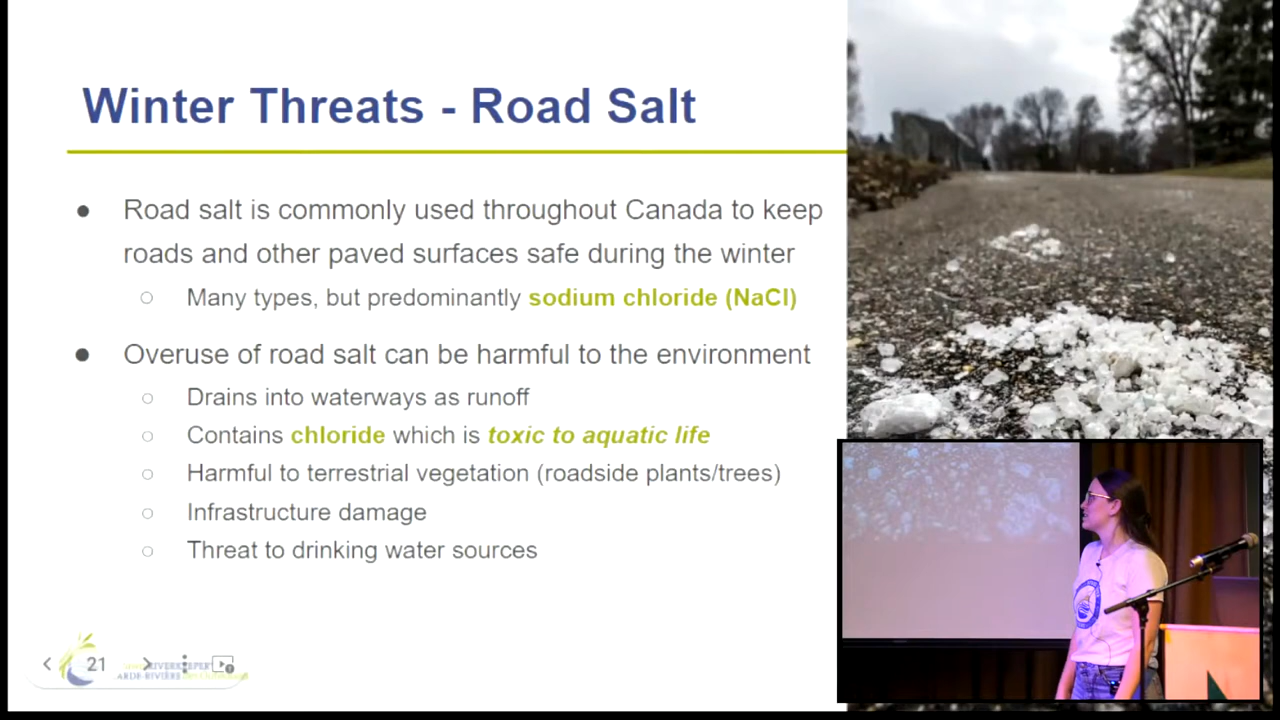 Winter Threats - Road Salt
● Road salt is commonly used throughout Canada to keep
roads and other paved surfaces safe during the winter
○ Many types, but predominantly sodium chloride (NaCl)
● Overuse of road salt can be harmful to the environment
○ Drains into waterways as runoff
○ Contains chloride which is toxic to aquatic life
○ Harmful to terrestrial vegetation (roadside plants/trees)
○ Infrastructure damage
○ Threat to drinking water sources
21